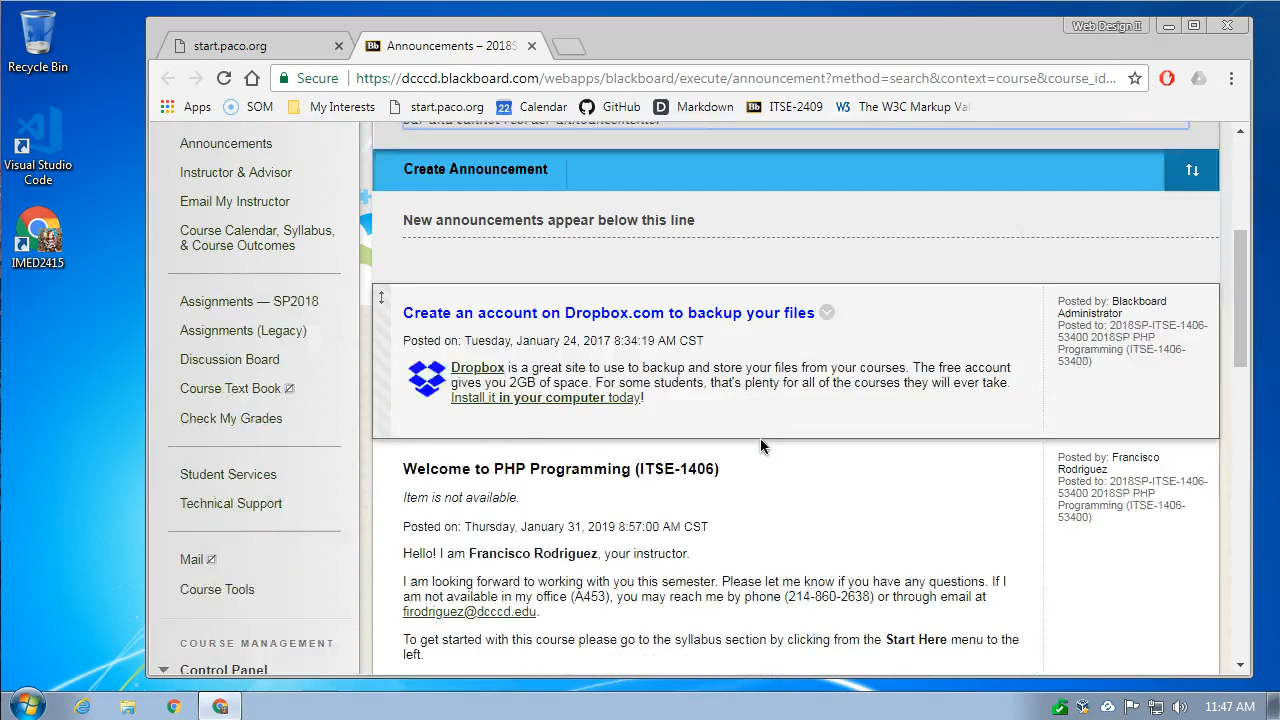 Recycle Bin
Visual Studio
Code
IMED2415
Web Design II
start.paco.org
Bb
Announcements – 2018S
Secure
https://dcccd.blackboard.com/webapps/blackboard/execute/announcement?method=search&context=course&course_id...
Apps
SOM
My Interests
start.paco.org
22
Calendar
GitHub
D
Markdown
Bb
ITSE-2409
W3
The W3C Markup Val
Announcements
Instructor & Advisor
Email My Instructor
Course Calendar, Syllabus,
& Course Outcomes
Assignments — SP2018
Assignments (Legacy)
Discussion Board
Course Text Book
Check My Grades
Student Services
Technical Support
Mail
Course Tools
COURSE MANAGEMENT
Control Panel
Create Announcement
New announcements appear below this line
Create an account on Dropbox.com to backup your files
Posted on: Tuesday, January 24, 2017 8:34:19 AM CST
Dropbox is a great site to use to backup and store your files from your courses. The free account
gives you 2GB of space. For some students, that's plenty for all of the courses they will ever take.
Install it in your computer today!
Posted by: Blackboard
Administrator
Posted to: 2018SP-ITSE-1406-
53400 2018SP PHP
Programming (ITSE-1406-
53400)
Welcome to PHP Programming (ITSE-1406)
Item is not available.
Posted on: Thursday, January 31, 2019 8:57:00 AM CST
Hello! I am Francisco Rodriguez, your instructor.
I am looking forward to working with you this semester. Please let me know if you have any questions. If I
am not available in my office (A453), you may reach me by phone (214-860-2638) or through email at
firodriguez@dcccd.edu.
To get started with this course please go to the syllabus section by clicking from the Start Here menu to the
left.
Posted by: Francisco
Rodriguez
Posted to: 2018SP-ITSE-1406-
53400 2018SP PHP
Programming (ITSE-1406-
53400)
11:47 AM